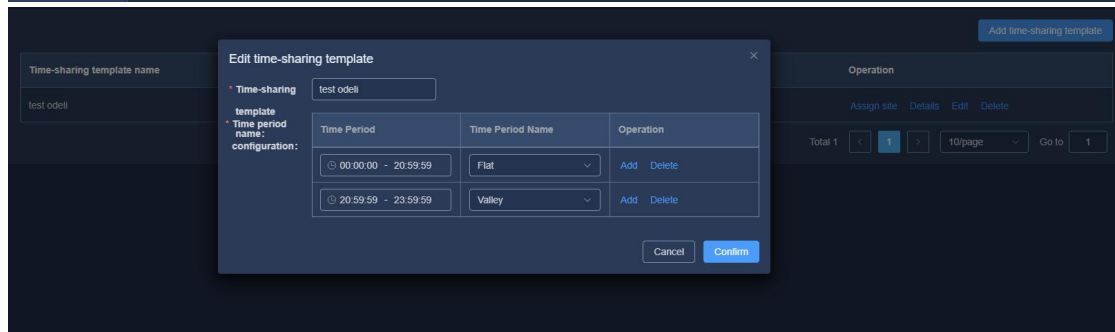 Add time-sharing template
Time-sharing template name
Operation
test odeli
Assign site Details Edit Delete
Total 1 < 1 > 10/page Go to 1
Edit time-sharing template
* Time-sharing
template
name:
test odeli
* Time period
configuration:
Time Period Time Period Name Operation
00:00:00 - 20:59:59 Flat Add Delete
20:59:59 - 23:59:59 Valley Add Delete
Cancel Confirm